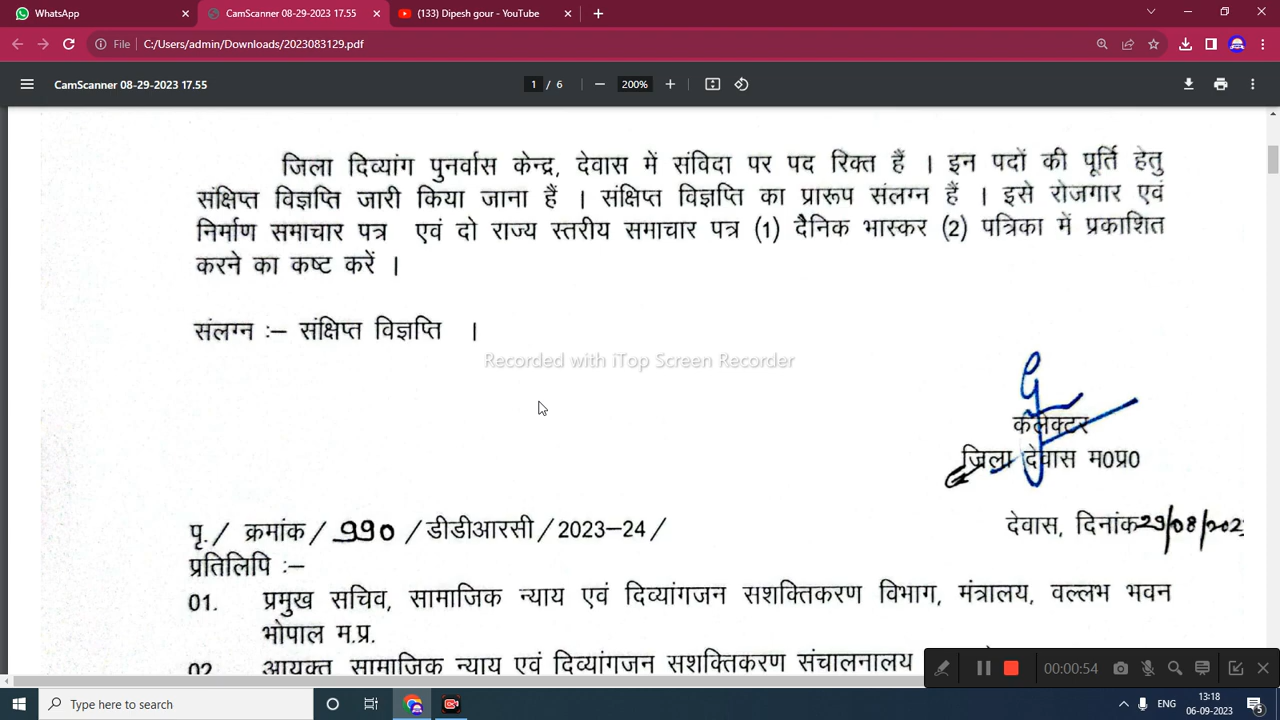 WhatsApp
CamScanner 08-29-2023 17.55
(133) Dipesh gour - YouTube
File C:/Users/admin/Downloads/2023083129.pdf
CamScanner 08-29-2023 17.55
1 / 6
200%
जिला दिव्यांग पुनर्वास केन्द्र, देवास में संविदा पर पद रिक्त हैं । इन पदों की पूर्ति हेतु
संक्षिप्त विज्ञप्ति जारी किया जाना हैं । संक्षिप्त विज्ञप्ति का प्रारूप संलग्न हैं । इसे रोजगार एवं
निर्माण समाचार पत्र एवं दो राज्य स्तरीय समाचार पत्र (1) दैनिक भास्कर (2) पत्रिका में प्रकाशित
करने का कष्ट करें ।
संलग्न :– संक्षिप्त विज्ञप्ति ।
Recorded with iTop Screen Recorder
कलेक्टर
जिला देवास म0प्र0
पृ./ क्रमांक / 990 / डीडीआरसी / 2023–24 /
देवास, दिनांक 29/08/202
प्रतिलिपि :–
01. प्रमुख सचिव, सामाजिक न्याय एवं दिव्यांगजन सशक्तिकरण विभाग, मंत्रालय, वल्लभ भवन
भोपाल म.प्र.
02 आयुक्त सामाजिक न्याय एवं दिव्यांगजन सशक्तिकरण संचालनालय
00:00:54
Type here to search
ENG
13:18
06-09-2023
5